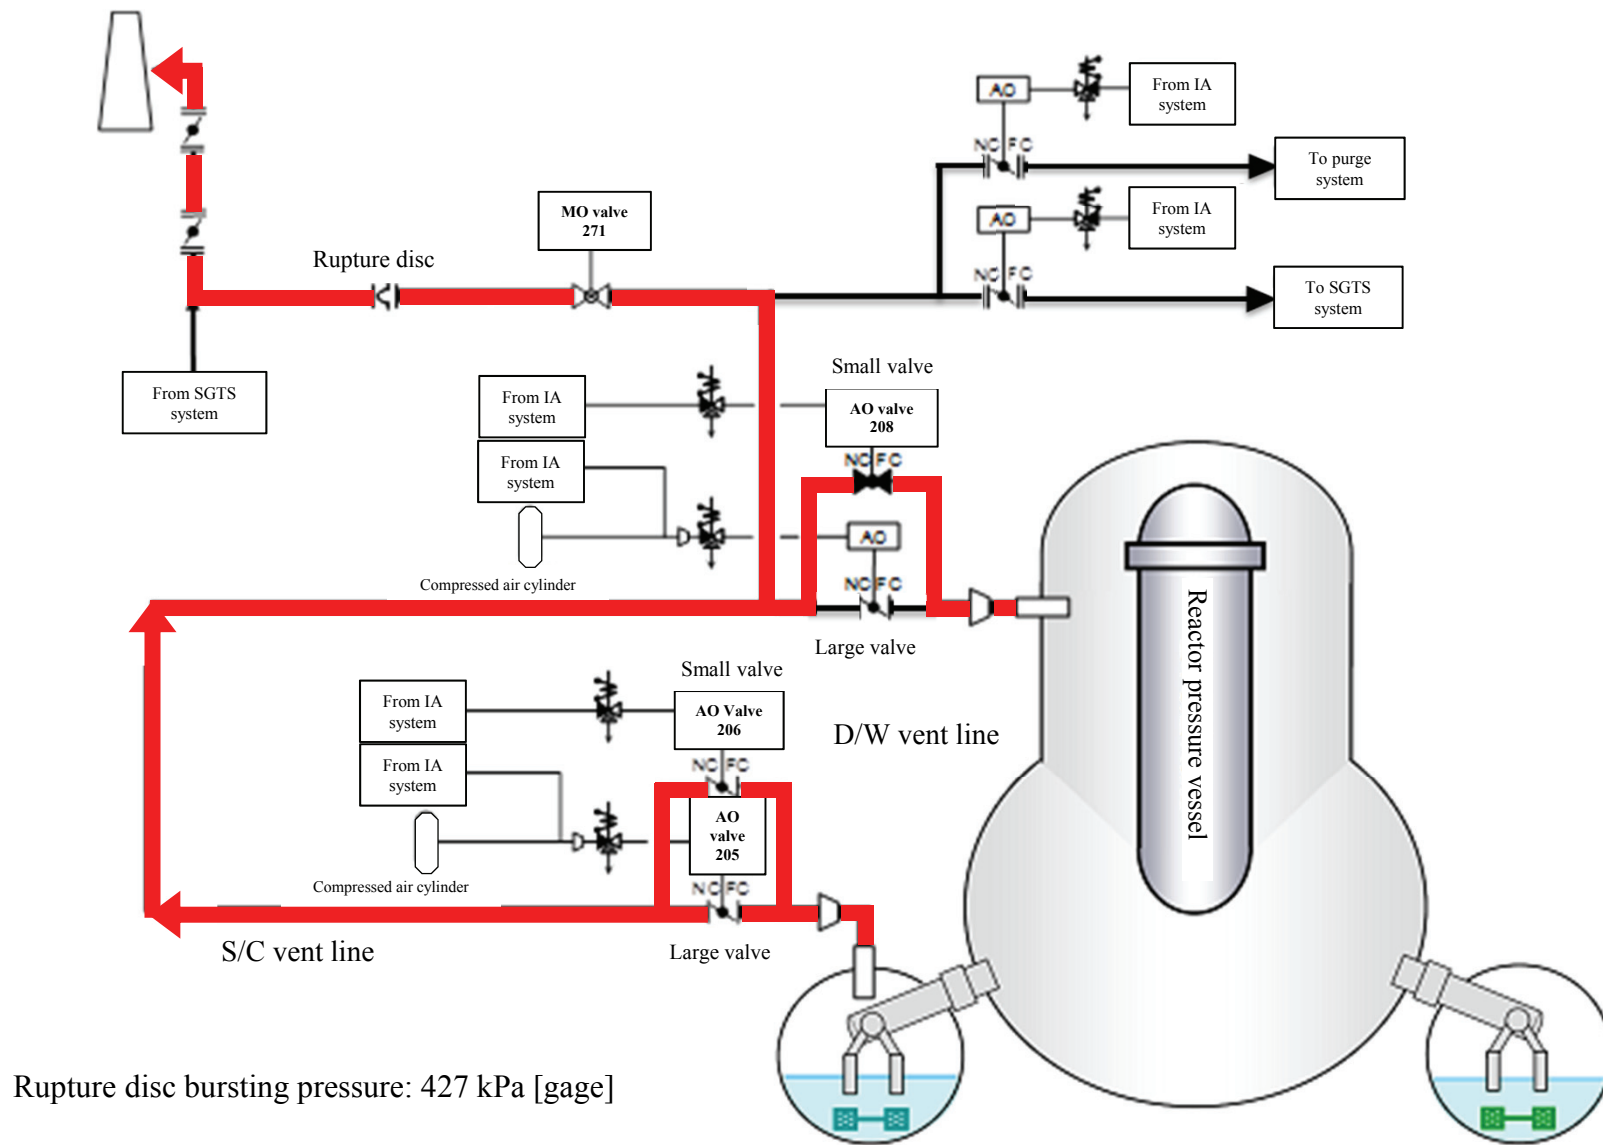 From IA
system
AO
NC FC
To purge
system
From IA
system
AO
NC FC
To SGTS
system
MO valve
271
Rupture disc
From SGTS
system
Small valve
From IA
system
AO valve
208
NC FC
From IA
system
AO
Compressed air cylinder
NC FC
Large valve
Reactor pressure vessel
Small valve
From IA
system
AO Valve
206
D/W vent line
NC FC
From IA
system
AO
valve
205
Compressed air cylinder
NC FC
S/C vent line
Large valve
Rupture disc bursting pressure: 427 kPa [gage]